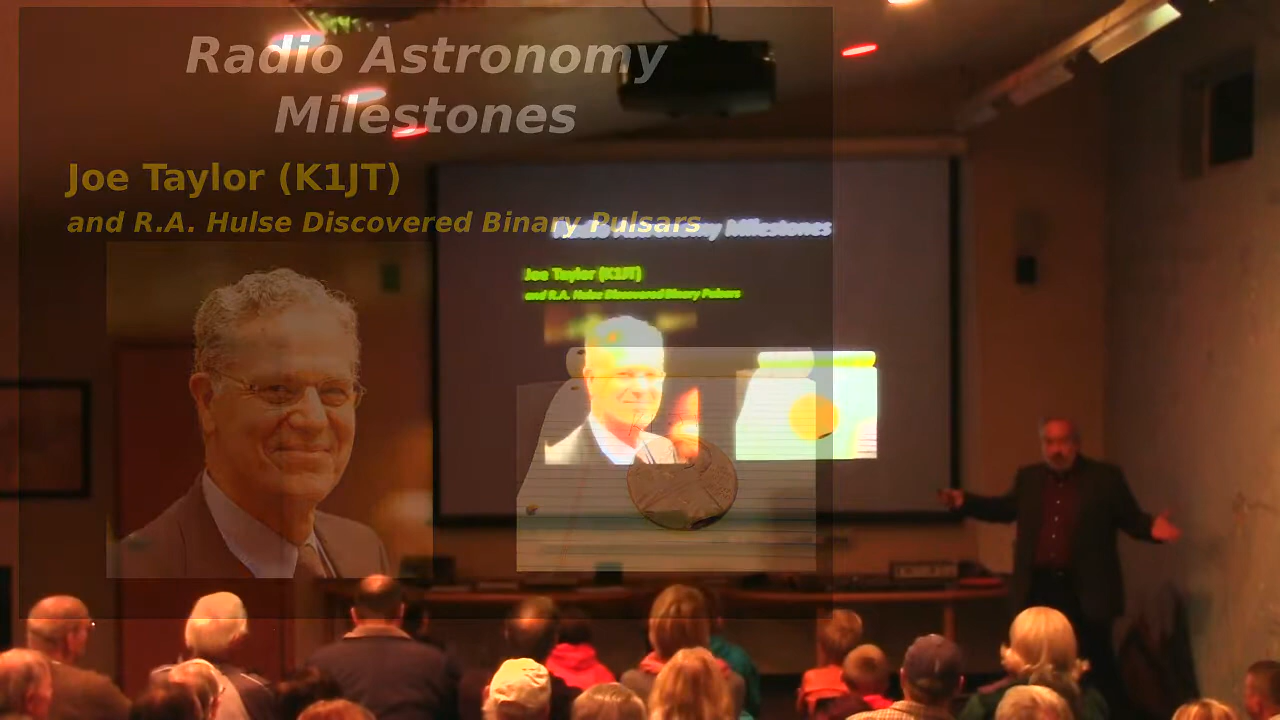 Radio Astronomy
Milestones
Joe Taylor (K1JT)
and R.A. Hulse Discovered Binary Pulsars
Radio Astronomy Milestones
Joe Taylor (K1JT)
and R.A. Hulse Discovered Binary Pulsars